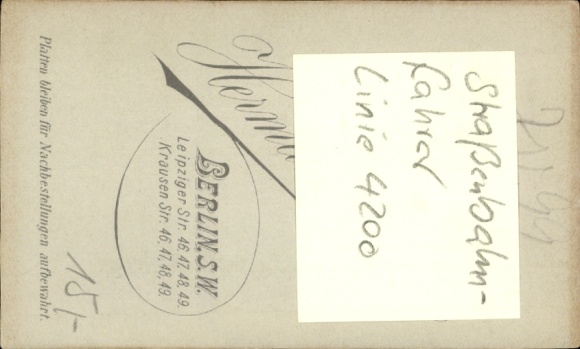 Herma
BERLIN. S.W.
Leipziger Str. 46, 47, 48, 49.
Krausen Str. 46, 47, 48, 49.
Platten bleiben für Nachbestellungen aufbewahrt.
15,-
Straßenbahn-
fahrer
Linie 4200